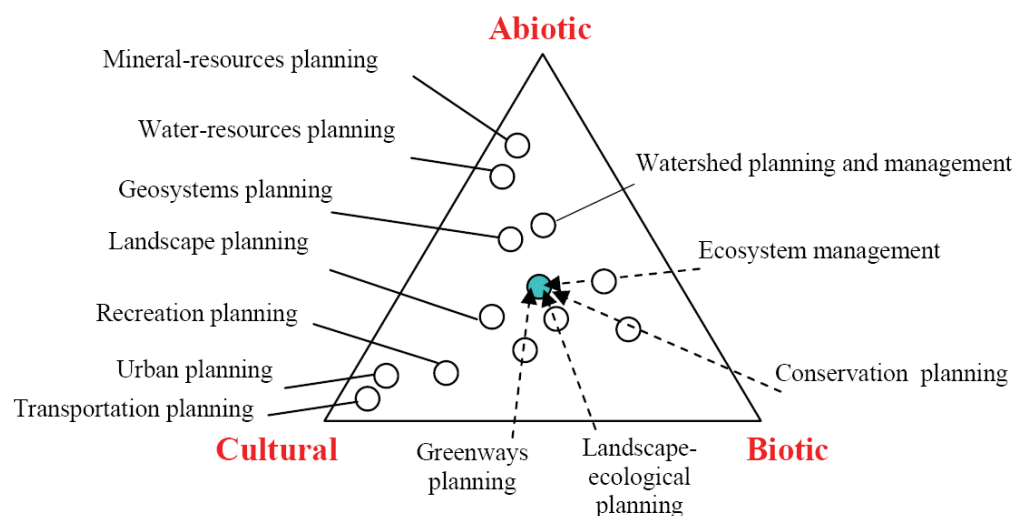 Abiotic
Mineral-resources planning
Water-resources planning
Watershed planning and management
Geosystems planning
Landscape planning
Ecosystem management
Recreation planning
Urban planning
Conservation planning
Transportation planning
Cultural
Biotic
Greenways
planning
Landscape-
ecological
planning